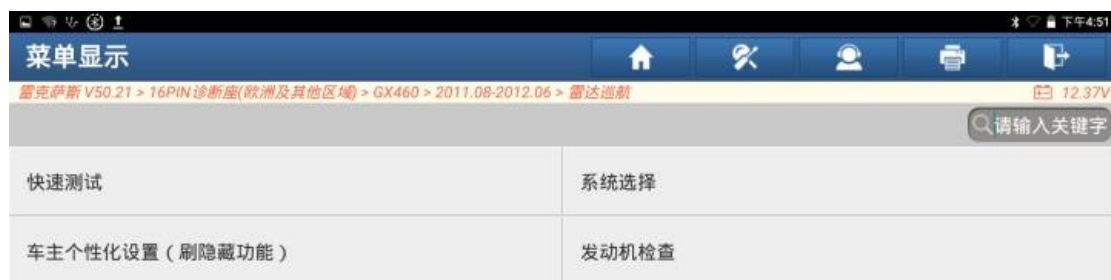 下午4:51
菜单显示
雷克萨斯 V50.21 > 16PIN诊断座(欧洲及其他区域) > GX460 > 2011.08-2012.06 > 雷达巡航 12.37V
请输入关键字
快速测试 系统选择
车主个性化设置（刷隐藏功能） 发动机检查